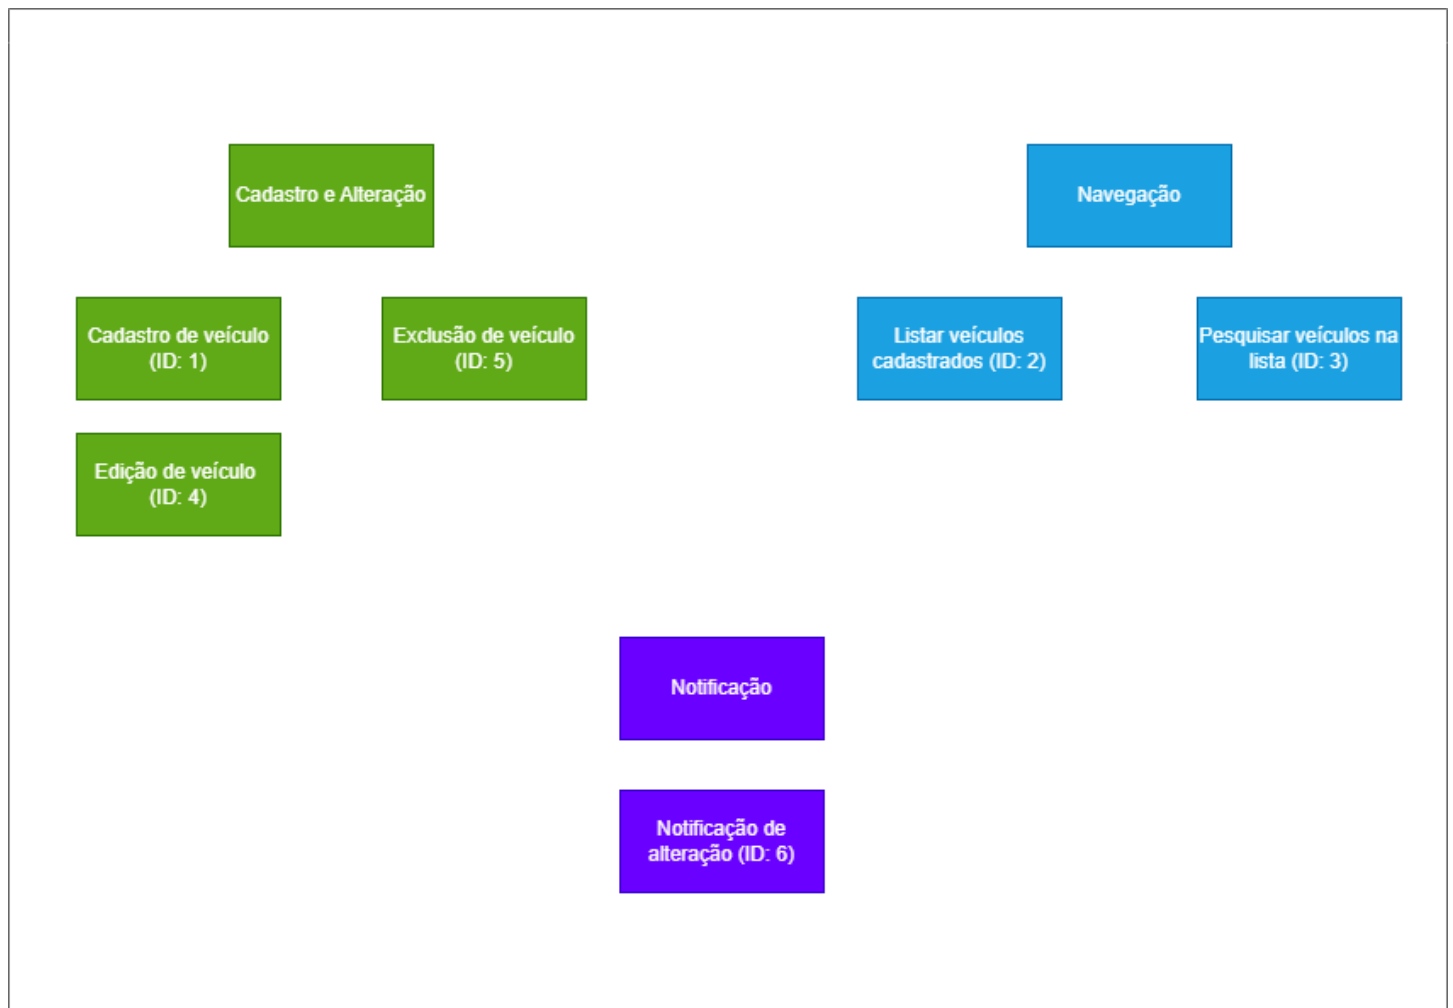 Cadastro e Alteração
Navegação
Cadastro de veículo
(ID: 1)
Exclusão de veículo
(ID: 5)
Listar veículos
cadastrados (ID: 2)
Pesquisar veículos na
lista (ID: 3)
Edição de veículo
(ID: 4)
Notificação
Notificação de
alteração (ID: 6)